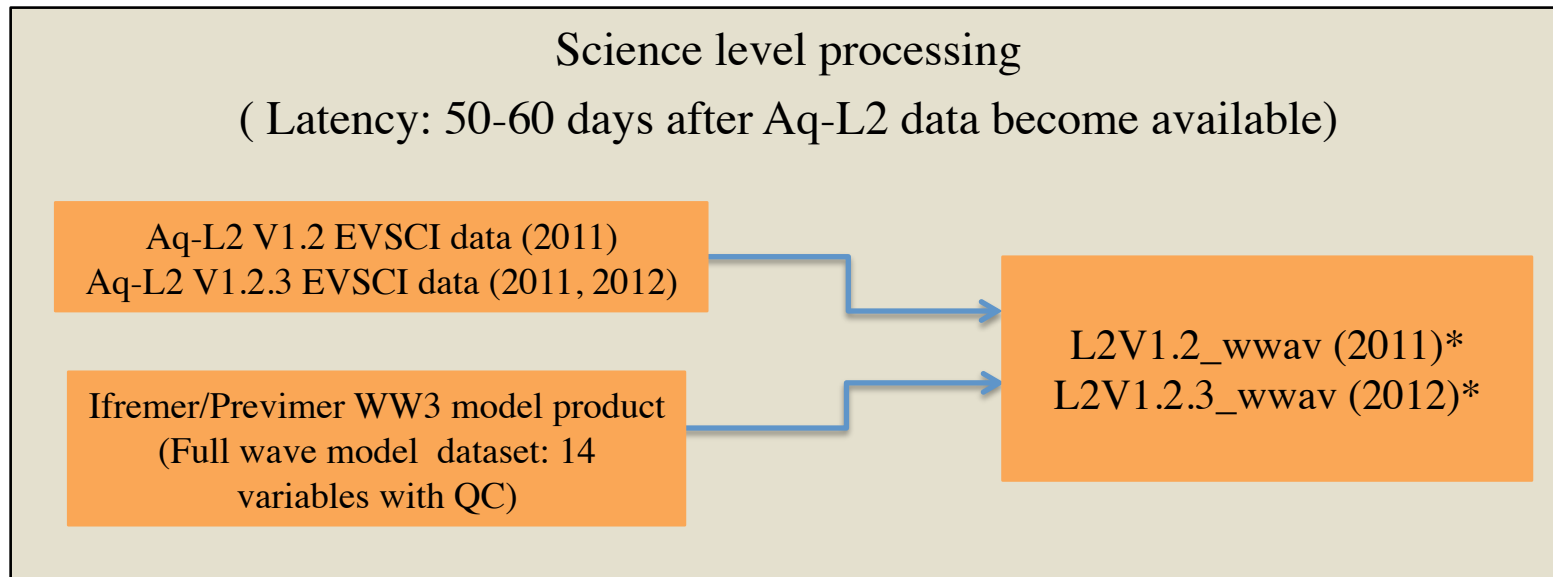 Science level processing
( Latency: 50-60 days after Aq-L2 data become available)
Aq-L2 V1.2 EVSCI data (2011)
Aq-L2 V1.2.3 EVSCI data (2011, 2012)
Ifremer/Previmer WW3 model product
(Full wave model dataset: 14
variables with QC)
L2V1.2_wwav (2011)*
L2V1.2.3_wwav (2012)*